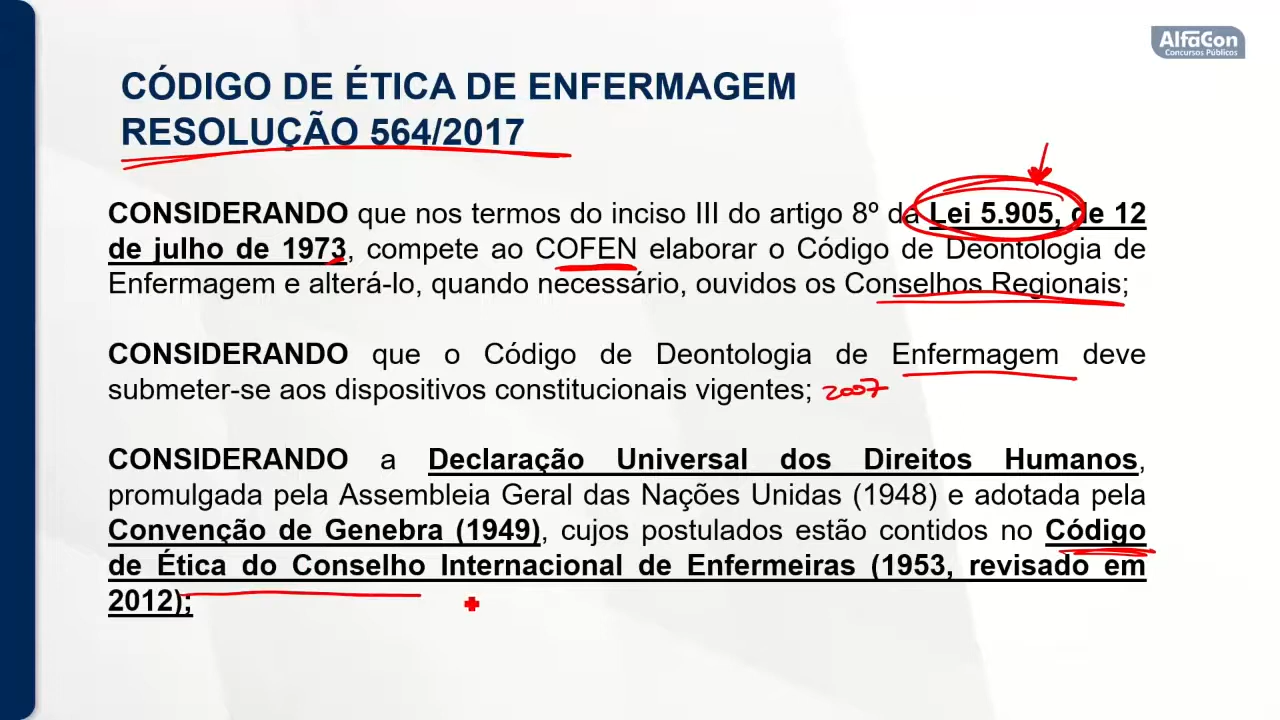 AlfaCon
Concursos Públicos
CÓDIGO DE ÉTICA DE ENFERMAGEM
RESOLUÇÃO 564/2017
CONSIDERANDO que nos termos do inciso III do artigo 8º da Lei 5.905, de 12
de julho de 1973, compete ao COFEN elaborar o Código de Deontologia de
Enfermagem e alterá-lo, quando necessário, ouvidos os Conselhos Regionais;
CONSIDERANDO que o Código de Deontologia de Enfermagem deve
submeter-se aos dispositivos constitucionais vigentes; 2007
CONSIDERANDO a Declaração Universal dos Direitos Humanos,
promulgada pela Assembleia Geral das Nações Unidas (1948) e adotada pela
Convenção de Genebra (1949), cujos postulados estão contidos no Código
de Ética do Conselho Internacional de Enfermeiras (1953, revisado em
2012);